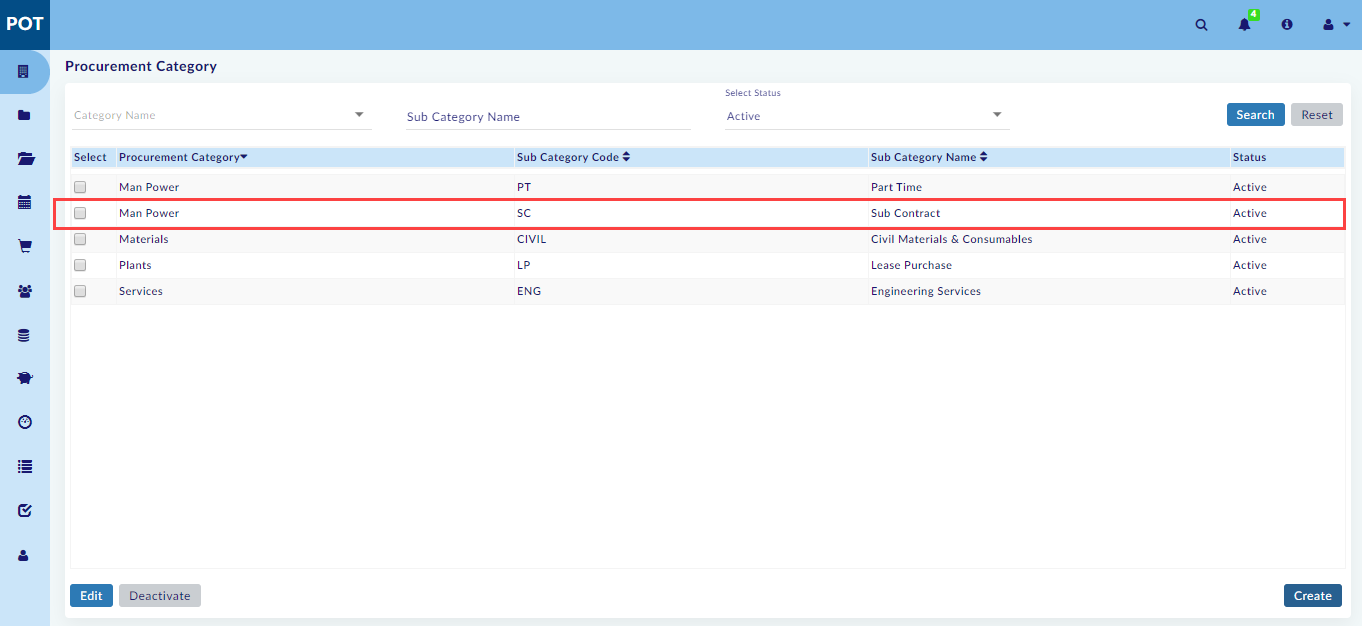 POT
4
Procurement Category
Select Status
Category Name Sub Category Name Active Search Reset
Select Procurement Category Sub Category Code Sub Category Name Status
Man Power PT Part Time Active
Man Power SC Sub Contract Active
Materials CIVIL Civil Materials & Consumables Active
Plants LP Lease Purchase Active
Services ENG Engineering Services Active
Edit Deactivate Create